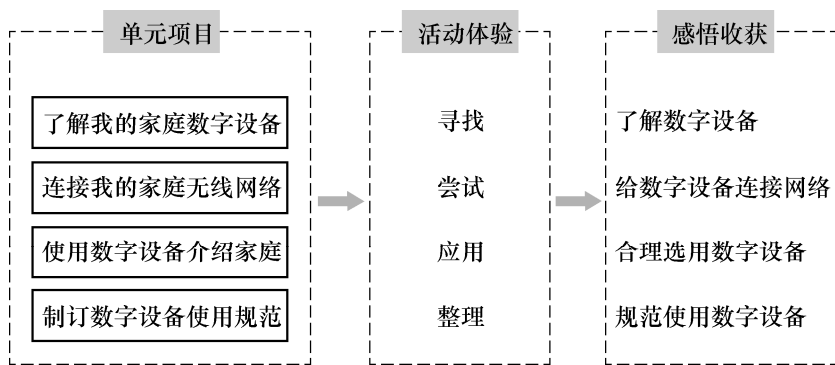 单元项目
了解我的家庭数字设备
连接我的家庭无线网络
使用数字设备介绍家庭
制订数字设备使用规范
活动体验
寻找
尝试
应用
整理
感悟收获
了解数字设备
给数字设备连接网络
合理选用数字设备
规范使用数字设备